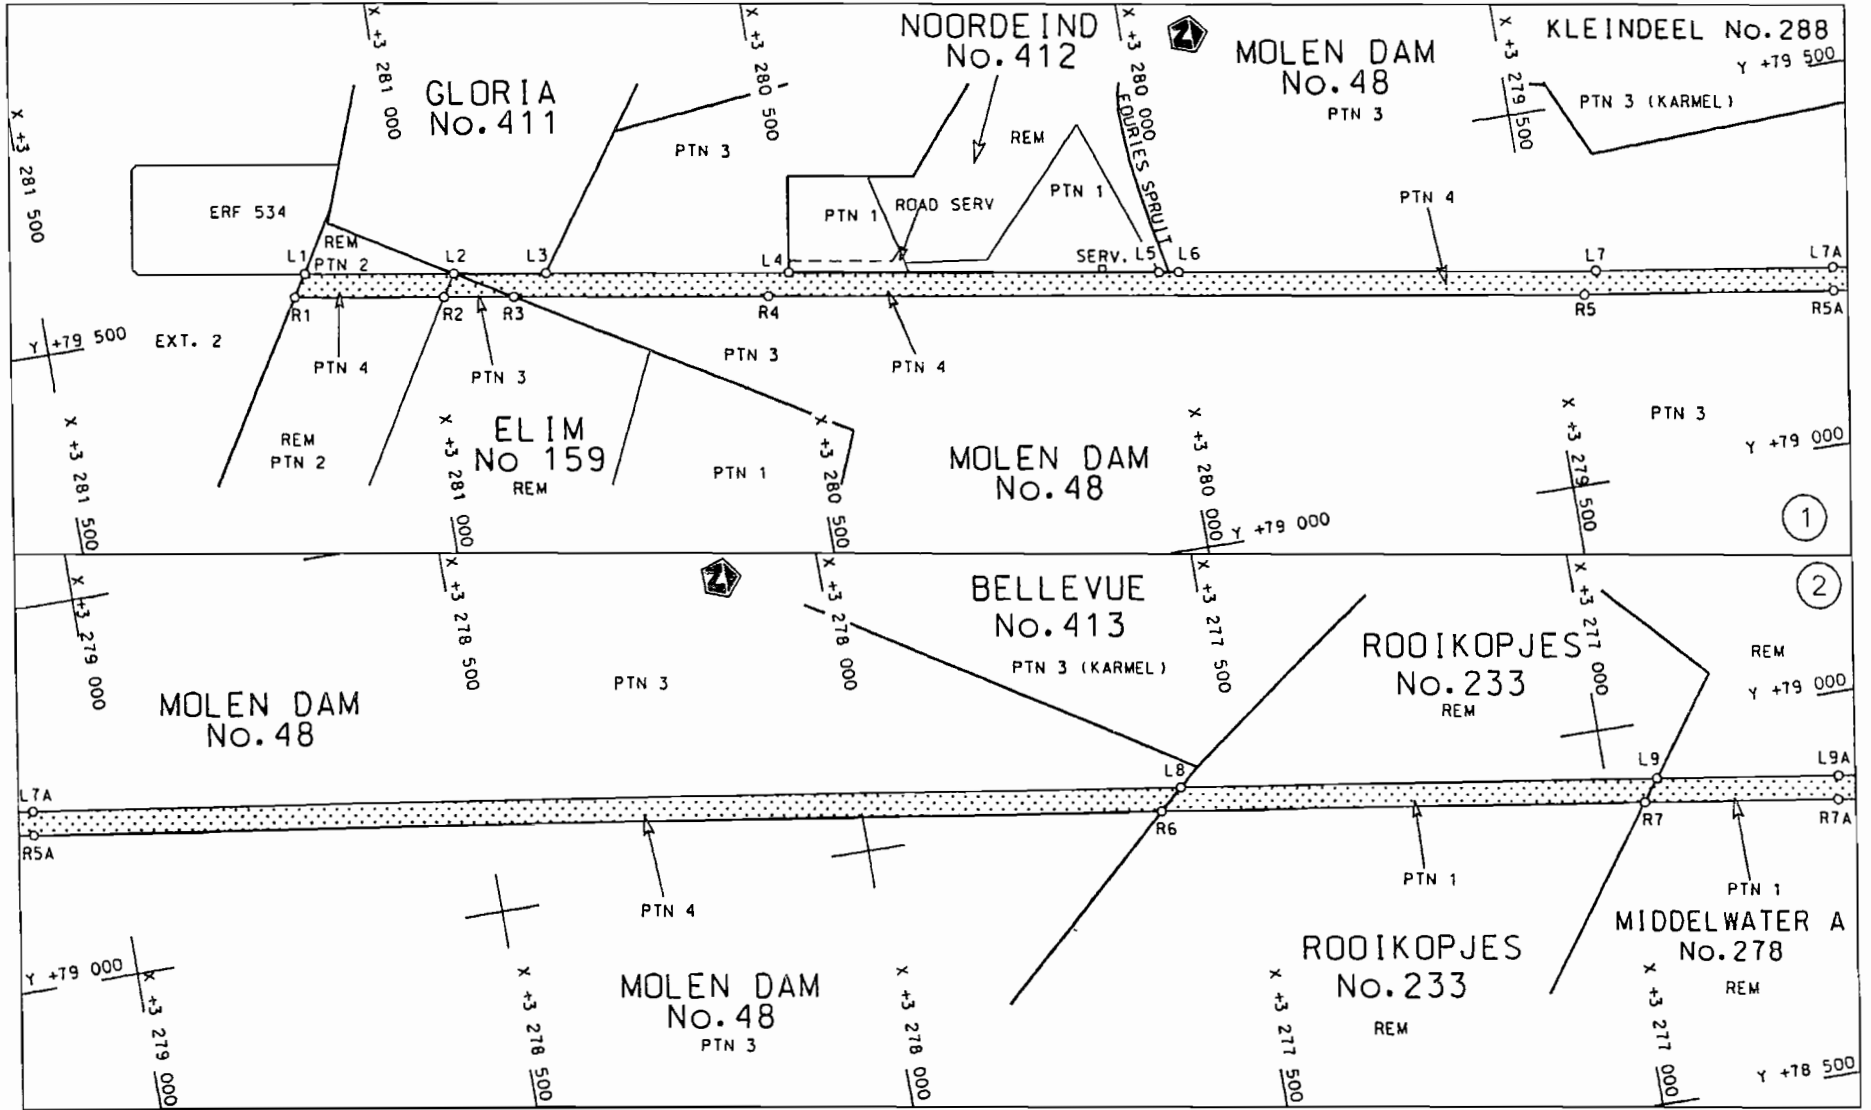 X +3 281 500
X +3 281 000
GLORIA
No.411
X +3 280 500
PTN 3
NOORDEIND
No.412
REM
X +3 280 000
FOURIES SPRUIT
MOLEN DAM
No.48
PTN 3
X +3 279 500
KLEINDEEL No.288
Y +79 500
PTN 3 (KARMEL)
ERF 534
REM
PTN 2
PTN 1
ROAD SERV
PTN 1
PTN 4
SERV.
L1
L2
L3
L4
L5
L6
L7
L7A
R1
R2
R3
R4
R5
R5A
Y +79 500
EXT. 2
PTN 4
PTN 3
PTN 3
PTN 4
PTN 3
X +3 281 500
REM
PTN 2
X +3 281 000
ELIM
No 159
REM
PTN 1
X +3 280 500
MOLEN DAM
No.48
X +3 280 000
Y +79 000
X +3 279 500
Y +79 000
1
X +3 279 000
X +3 278 500
X +3 278 000
BELLEVUE
No.413
PTN 3 (KARMEL)
X +3 277 500
X +3 277 000
2
ROOIKOPJES
No.233
REM
REM
Y +79 000
MOLEN DAM
No.48
PTN 3
L7A
L8
L9
L9A
R5A
R6
R7
R7A
PTN 4
PTN 1
PTN 1
MIDDELWATER A
No.278
REM
Y +79 000
X +3 279 000
X +3 278 500
MOLEN DAM
No.48
PTN 3
X +3 278 000
X +3 277 500
ROOIKOPJES
No.233
REM
X +3 277 000
Y +78 500